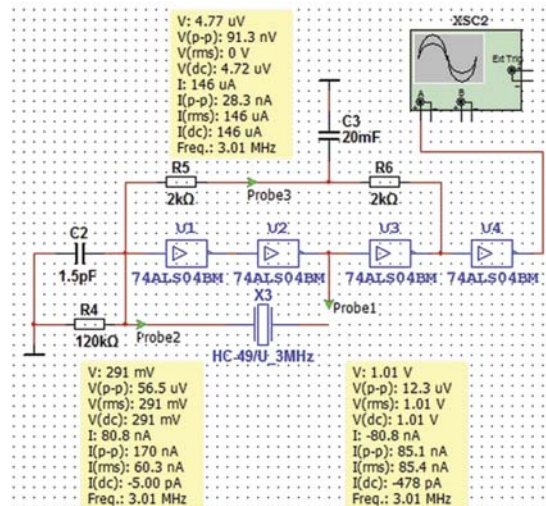 V: 4.77 uV
V(p-p): 91.3 nV
V(rms): 0 V
V(dc): 4.72 uV
I: 146 uA
I(p-p): 28.3 nA
I(rms): 146 uA
I(dc): 146 uA
Freq.: 3.01 MHz
XSC2
Ext Trig
A
B
C3
20mF
R5
2kΩ
Probe3
R6
2kΩ
C2
1.5pF
U1
74ALS04BM
U2
74ALS04BM
U3
74ALS04BM
U4
74ALS04BM
R4
120kΩ
Probe2
X3
HC-49/U_3MHz
Probe1
V: 291 mV
V(p-p): 56.5 uV
V(rms): 291 mV
V(dc): 291 mV
I: 80.8 nA
I(p-p): 170 nA
I(rms): 60.3 nA
I(dc): -5.00 pA
Freq.: 3.01 MHz
V: 1.01 V
V(p-p): 12.3 uV
V(rms): 1.01 V
V(dc): 1.01 V
I: -80.8 nA
I(p-p): 85.1 nA
I(rms): 85.4 nA
I(dc): -478 pA
Freq.: 3.01 MHz